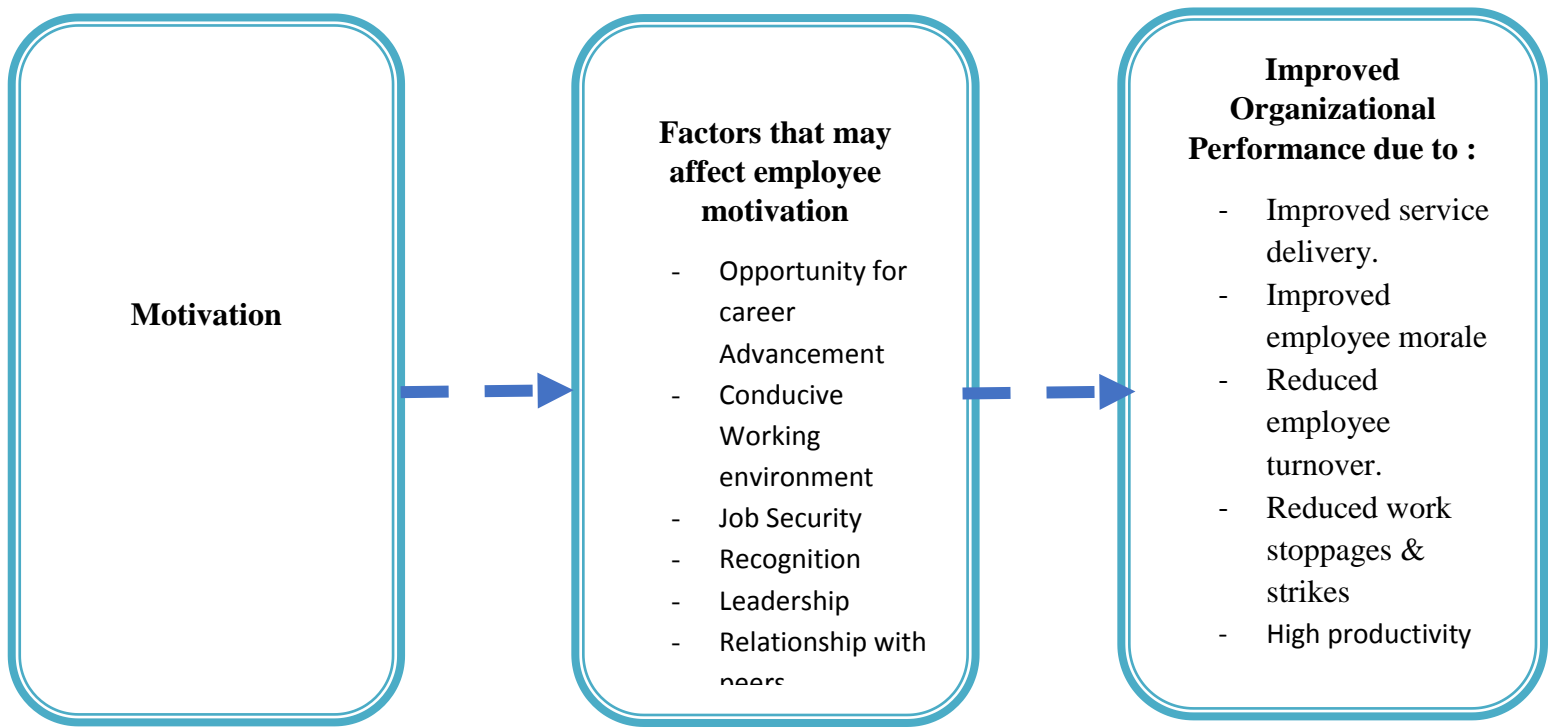 Motivation
Factors that may
affect employee
motivation
- Opportunity for
career
Advancement
- Conducive
Working
environment
- Job Security
- Recognition
- Leadership
- Relationship with
peers
Improved
Organizational
Performance due to :
- Improved service
delivery.
- Improved
employee morale
- Reduced
employee
turnover.
- Reduced work
stoppages &
strikes
- High productivity